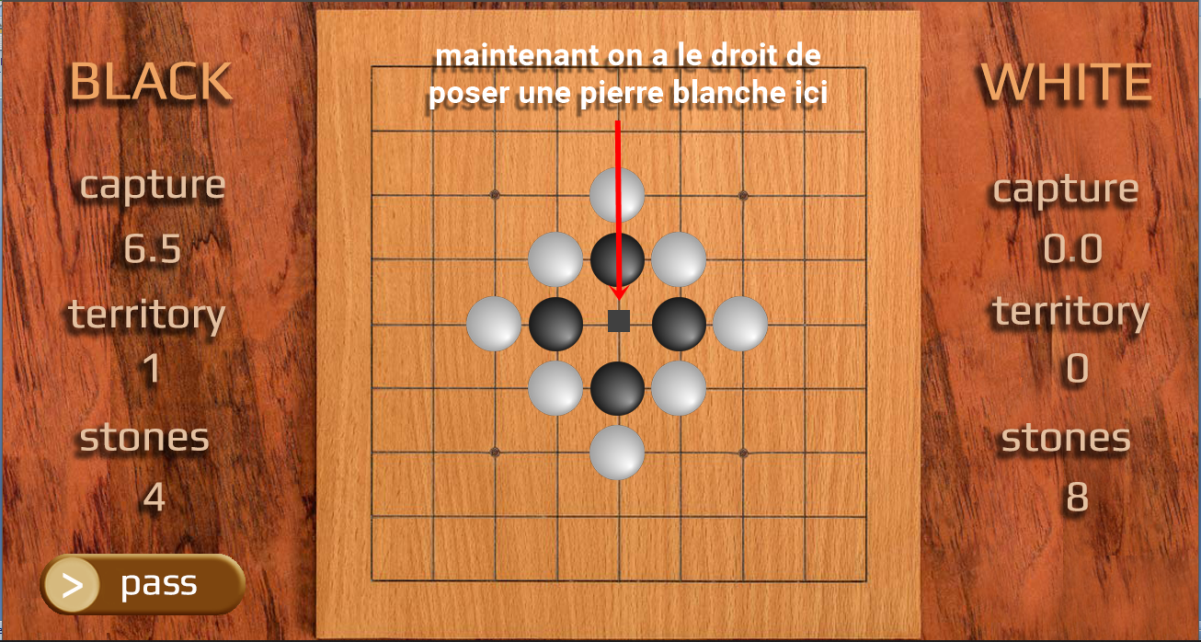 maintenant on a le droit de
poser une pierre blanche ici
BLACK
capture
6.5
territory
1
stones
4
> pass
WHITE
capture
0.0
territory
0
stones
8